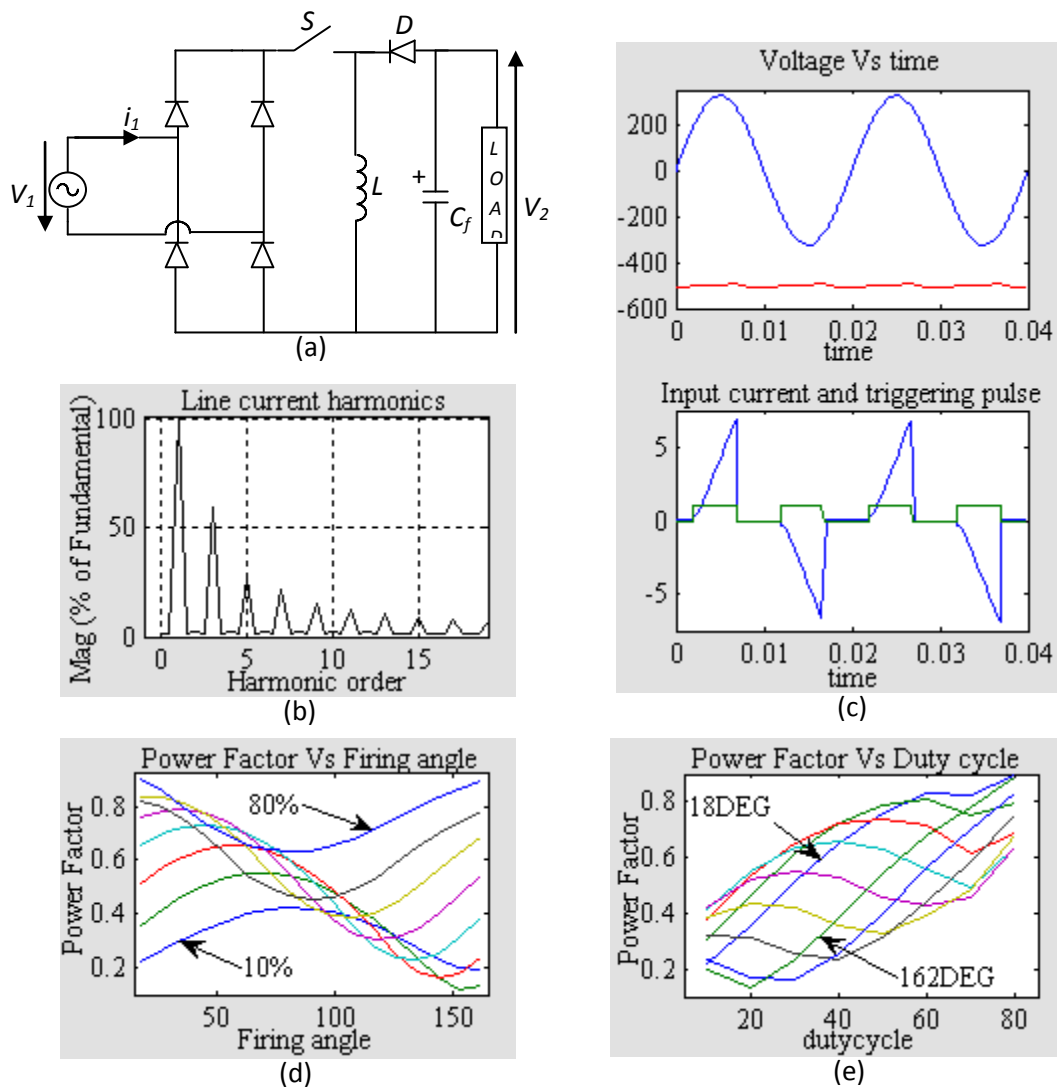 S
D
i1
V1
L
+
Cf
L
O
A
D
V2
(a)
Voltage Vs time
200
0
-200
-400
-600
0 0.01 0.02 0.03 0.04
time
Line current harmonics
Mag (% of Fundamental)
100
50
0
0 5 10 15
Harmonic order
(b)
Input current and triggering pulse
5
0
-5
0 0.01 0.02 0.03 0.04
time
(c)
Power Factor Vs Firing angle
Power Factor
0.8
0.6
0.4
0.2
80%
10%
50 100 150
Firing angle
(d)
Power Factor Vs Duty cycle
Power Factor
0.8
0.6
0.4
0.2
18DEG
162DEG
20 40 60 80
dutycycle
(e)